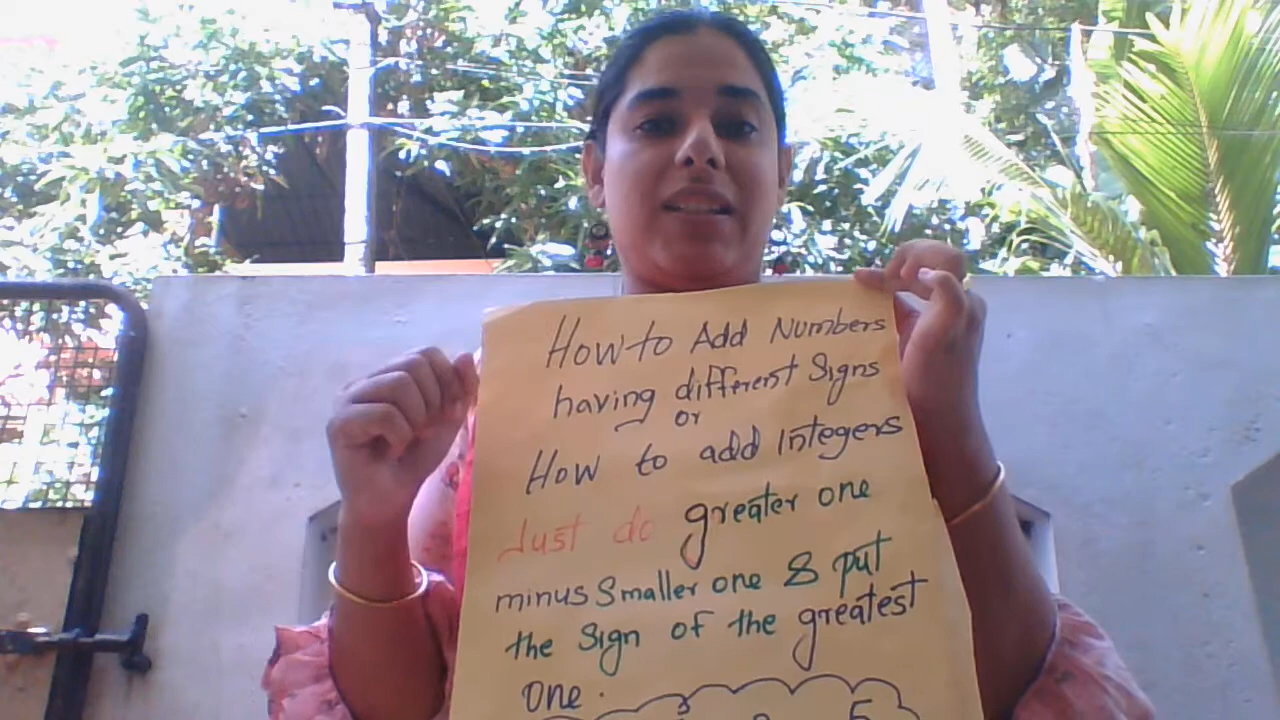 How to Add Numbers
having different Signs
or
How to add Integers
Just do greater one
minus Smaller one & put
the Sign of the greatest
one.